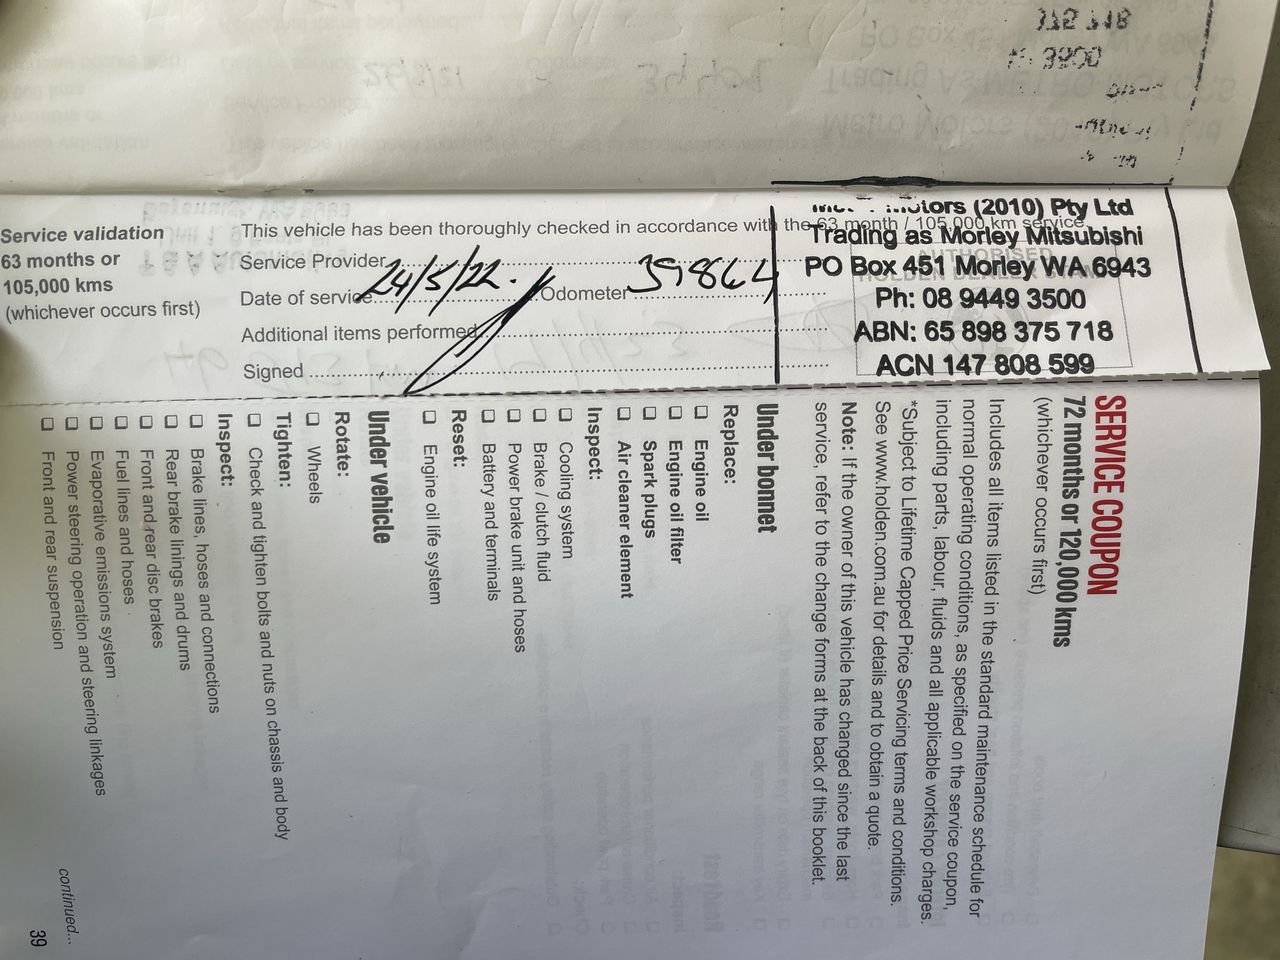 Service validation
63 months or
105,000 kms
(whichever occurs first)
This vehicle has been thoroughly checked in accordance with the 63 month / 105,000 km service.
Service Provider
Date of service 24/5/22. Odometer 39864
Additional items performed
Signed
Motors (2010) Pty Ltd
Trading as Morley Mitsubishi
PO Box 451 Morley WA 6943
Ph: 08 9449 3500
ABN: 65 898 375 718
ACN 147 808 599
AUTHORISED
HOLDEN DEALER
SERVICE COUPON
72 months or 120,000 kms
(whichever occurs first)
Includes all items listed in the standard maintenance schedule for
normal operating conditions, as specified on the service coupon,
including parts, labour, fluids and all applicable workshop charges.
*Subject to Lifetime Capped Price Servicing terms and conditions.
See www.holden.com.au for details and to obtain a quote.
Note: If the owner of this vehicle has changed since the last
service, refer to the change forms at the back of this booklet.
Under bonnet
Replace:
☐ Engine oil
☐ Engine oil filter
☐ Spark plugs
☐ Air cleaner element
Inspect:
☐ Cooling system
☐ Brake / clutch fluid
☐ Power brake unit and hoses
☐ Battery and terminals
Reset:
☐ Engine oil life system
Under vehicle
Rotate:
☐ Wheels
Tighten:
☐ Check and tighten bolts and nuts on chassis and body
Inspect:
☐ Brake lines, hoses and connections
☐ Rear brake linings and drums
☐ Front and rear disc brakes
☐ Fuel lines and hoses
☐ Evaporative emissions system
☐ Power steering operation and steering linkages
☐ Front and rear suspension
continued...
39